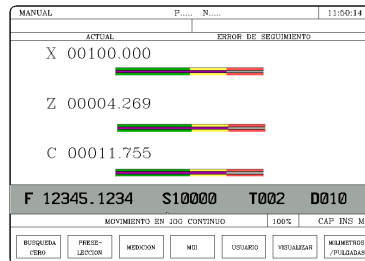 MANUAL P..... N..... 11:50:14
ACTUAL ERROR DE SEGUIMIENTO
X 00100.000
Z 00004.269
C 00011.755
F 12345.1234 S10000 T002 D010
MOVIMIENTO EN JOG CONTINUO 100% CAP INS M
BUSQUEDA CERO
PRESE-LECCION
MEDICION
MDI
USUARIO
VISUALIZAR
MILIMETROS /PULGADAS